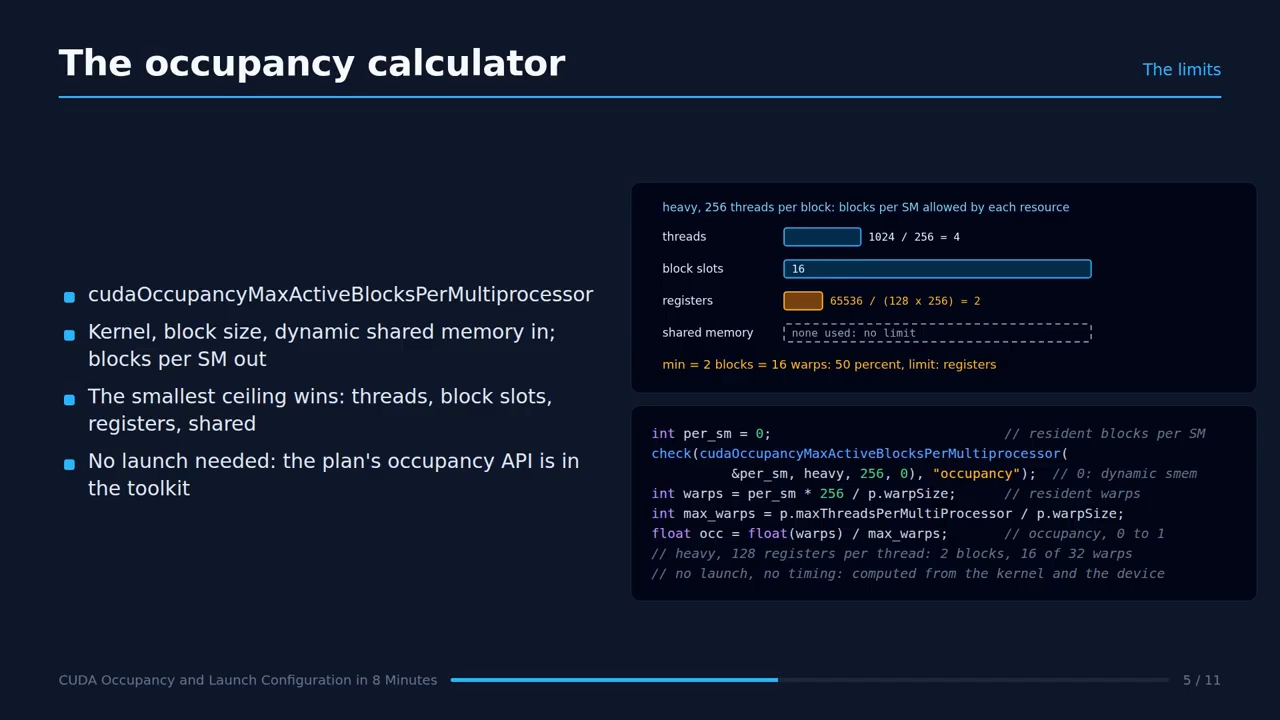 The occupancy calculator
The limits
cudaOccupancyMaxActiveBlocksPerMultiprocessor
Kernel, block size, dynamic shared memory in;
blocks per SM out
The smallest ceiling wins: threads, block slots,
registers, shared
No launch needed: the plan's occupancy API is in
the toolkit
heavy, 256 threads per block: blocks per SM allowed by each resource
threads 1024 / 256 = 4
block slots 16
registers 65536 / (128 x 256) = 2
shared memory none used: no limit
min = 2 blocks = 16 warps: 50 percent, limit: registers
int per_sm = 0; // resident blocks per SM
check(cudaOccupancyMaxActiveBlocksPerMultiprocessor(
&per_sm, heavy, 256, 0), "occupancy"); // 0: dynamic smem
int warps = per_sm * 256 / p.warpSize; // resident warps
int max_warps = p.maxThreadsPerMultiProcessor / p.warpSize;
float occ = float(warps) / max_warps; // occupancy, 0 to 1
// heavy, 128 registers per thread: 2 blocks, 16 of 32 warps
// no launch, no timing: computed from the kernel and the device
CUDA Occupancy and Launch Configuration in 8 Minutes
5 / 11